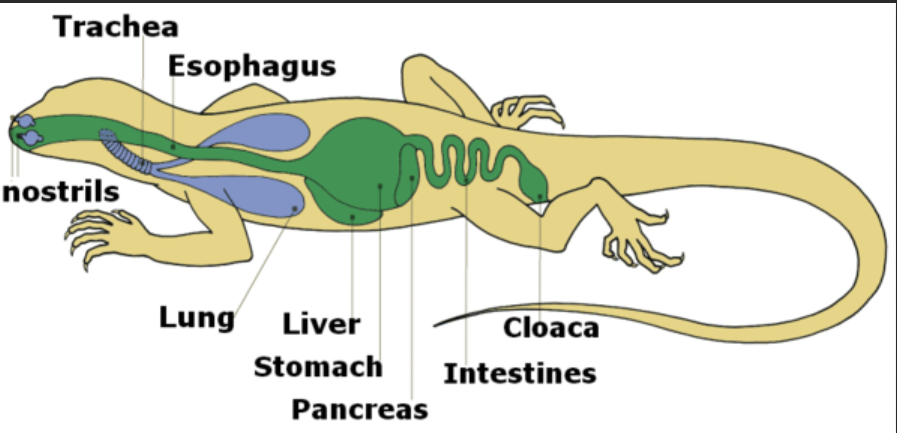 Trachea
Esophagus
nostrils
Lung
Liver
Cloaca
Stomach
Intestines
Pancreas